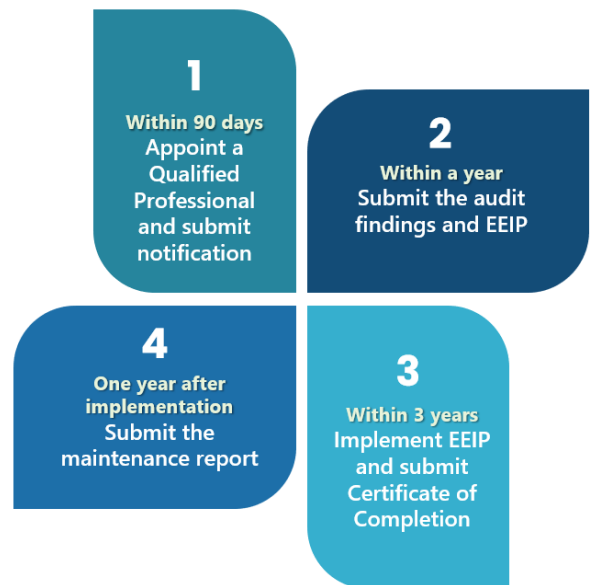 1
Within 90 days
Appoint a
Qualified
Professional
and submit
notification
2
Within a year
Submit the audit
findings and EEIP
3
Within 3 years
Implement EEIP
and submit
Certificate of
Completion
4
One year after
implementation
Submit the
maintenance report